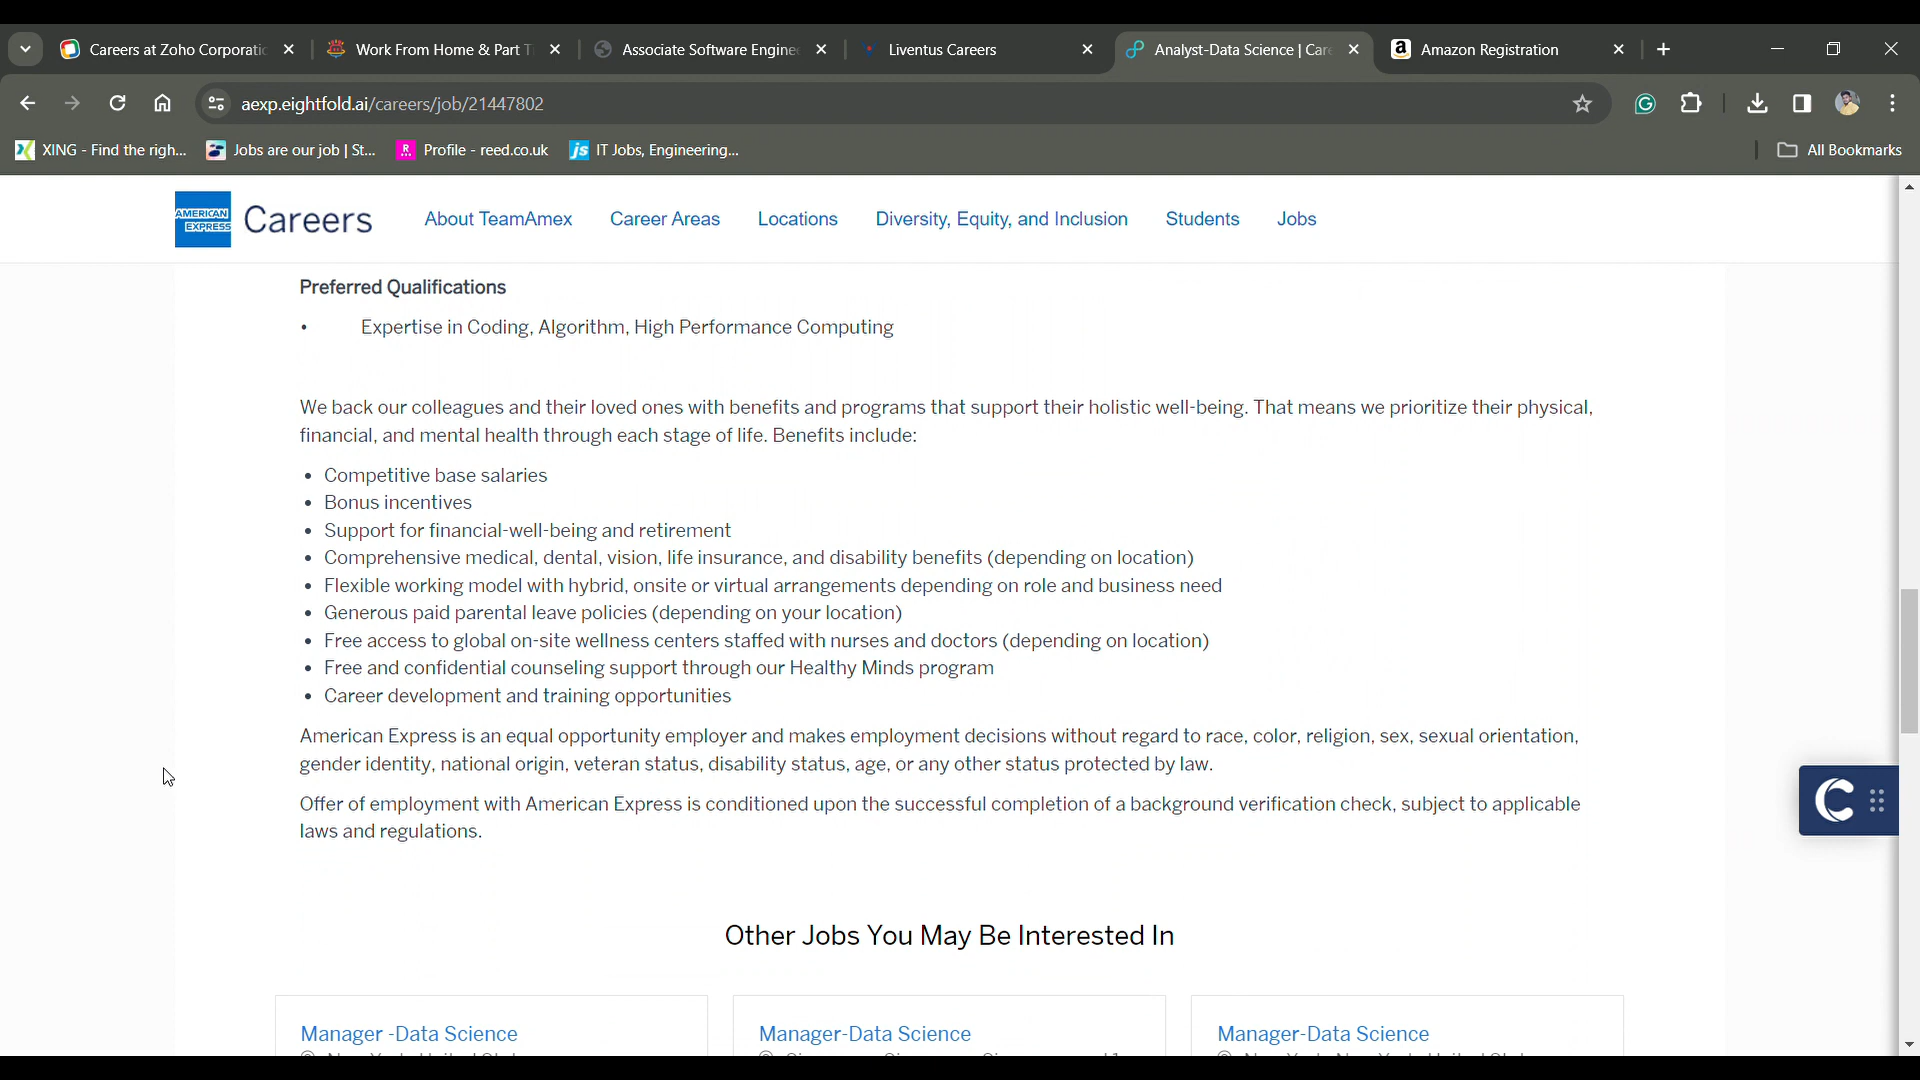 Careers at Zoho Corporatic
Work From Home & Part T
Associate Software Enginee
Liventus Careers
Analyst-Data Science | Care
Amazon Registration
aexp.eightfold.ai/careers/job/21447802
XING - Find the righ...
Jobs are our job | St...
Profile - reed.co.uk
IT Jobs, Engineering...
All Bookmarks
AMERICAN
EXPRESS
Careers
About TeamAmex
Career Areas
Locations
Diversity, Equity, and Inclusion
Students
Jobs
Preferred Qualifications
• Expertise in Coding, Algorithm, High Performance Computing
We back our colleagues and their loved ones with benefits and programs that support their holistic well-being. That means we prioritize their physical,
financial, and mental health through each stage of life. Benefits include:
• Competitive base salaries
• Bonus incentives
• Support for financial-well-being and retirement
• Comprehensive medical, dental, vision, life insurance, and disability benefits (depending on location)
• Flexible working model with hybrid, onsite or virtual arrangements depending on role and business need
• Generous paid parental leave policies (depending on your location)
• Free access to global on-site wellness centers staffed with nurses and doctors (depending on location)
• Free and confidential counseling support through our Healthy Minds program
• Career development and training opportunities
American Express is an equal opportunity employer and makes employment decisions without regard to race, color, religion, sex, sexual orientation,
gender identity, national origin, veteran status, disability status, age, or any other status protected by law.
Offer of employment with American Express is conditioned upon the successful completion of a background verification check, subject to applicable
laws and regulations.
Other Jobs You May Be Interested In
Manager -Data Science
Manager-Data Science
Manager-Data Science